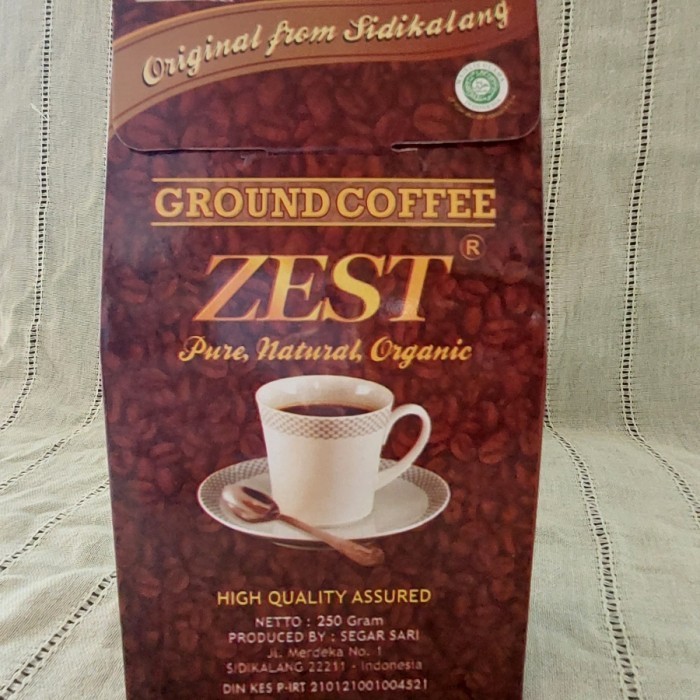 Original from Sidikalang
GROUND COFFEE
ZEST ®
Pure, Natural, Organic
HIGH QUALITY ASSURED
NETTO : 250 Gram
PRODUCED BY : SEGAR SARI
JL. Merdeka No. 1
SIDIKALANG 22211 - Indonesia
DIN KES P-IRT 210121001004521